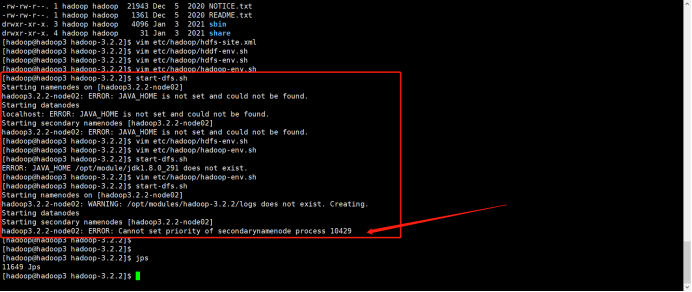 -rw-rw-r--. 1 hadoop hadoop 21943 Dec 5 2020 NOTICE.txt
-rw-rw-r--. 1 hadoop hadoop 1361 Dec 5 2020 README.txt
drwxr-xr-x. 3 hadoop hadoop 4096 Jan 3 2021 sbin
drwxr-xr-x. 4 hadoop hadoop 31 Jan 3 2021 share
[hadoop@hadoop3 hadoop-3.2.2]$ vim etc/hadoop/hdfs-site.xml
[hadoop@hadoop3 hadoop-3.2.2]$ vim etc/hadoop/hddf-env.sh
[hadoop@hadoop3 hadoop-3.2.2]$ vim etc/hadoop/hdfs-env.sh
[hadoop@hadoop3 hadoop-3.2.2]$ vim etc/hadoop/hadoop-env.sh
[hadoop@hadoop3 hadoop-3.2.2]$ start-dfs.sh
Starting namenodes on [hadoop3.2.2-node02]
hadoop3.2.2-node02: ERROR: JAVA_HOME is not set and could not be found.
Starting datanodes
localhost: ERROR: JAVA_HOME is not set and could not be found.
Starting secondary namenodes [hadoop3.2.2-node02]
hadoop3.2.2-node02: ERROR: JAVA_HOME is not set and could not be found.
[hadoop@hadoop3 hadoop-3.2.2]$ vim etc/hadoop/hdfs-env.sh
[hadoop@hadoop3 hadoop-3.2.2]$ vim etc/hadoop/hadoop-env.sh
[hadoop@hadoop3 hadoop-3.2.2]$ start-dfs.sh
ERROR: JAVA_HOME /opt/module/jdk1.8.0_291 does not exist.
[hadoop@hadoop3 hadoop-3.2.2]$ vim etc/hadoop/hadoop-env.sh
[hadoop@hadoop3 hadoop-3.2.2]$ start-dfs.sh
Starting namenodes on [hadoop3.2.2-node02]
hadoop3.2.2-node02: WARNING: /opt/modules/hadoop-3.2.2/logs does not exist. Creating.
Starting datanodes
Starting secondary namenodes [hadoop3.2.2-node02]
hadoop3.2.2-node02: ERROR: Cannot set priority of secondarynamenode process 10429
[hadoop@hadoop3 hadoop-3.2.2]$
[hadoop@hadoop3 hadoop-3.2.2]$
[hadoop@hadoop3 hadoop-3.2.2]$ jps
11649 Jps
[hadoop@hadoop3 hadoop-3.2.2]$